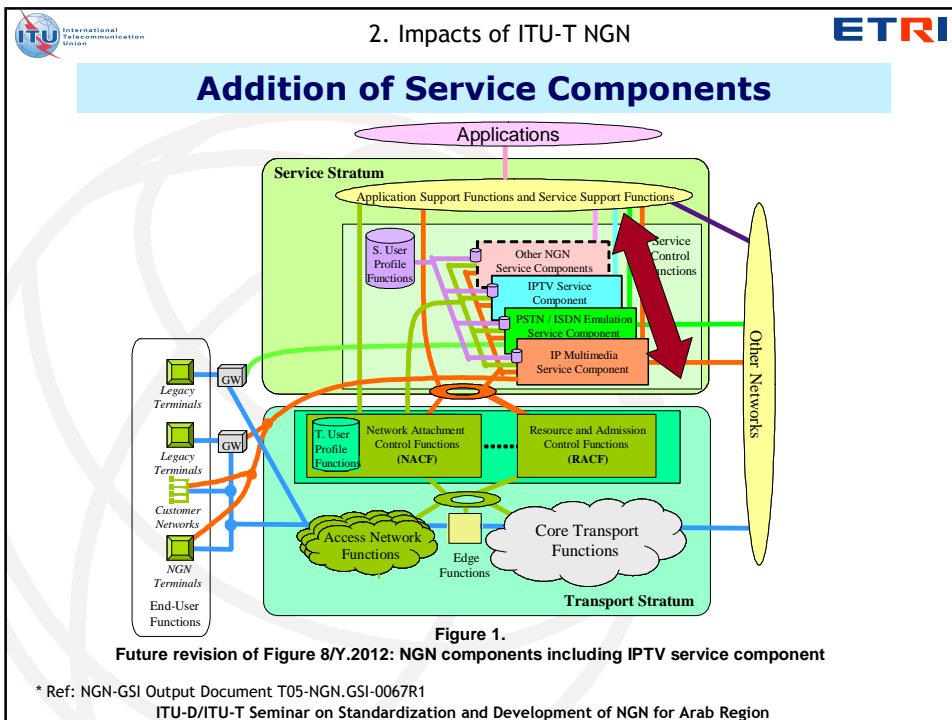 International
Telecommunication
Union
2. Impacts of ITU-T NGN
ETRI
Addition of Service Components
Applications
Service Stratum
Application Support Functions and Service Support Functions
S. User
Profile
Functions
Other NGN
Service Components
Service
Control
Functions
IPTV Service
Component
PSTN / ISDN Emulation
Service Component
IP Multimedia
Service Component
Other Networks
GW
Legacy
Terminals
GW
Legacy
Terminals
Customer
Networks
NGN
Terminals
End-User
Functions
T. User
Profile
Functions
Network Attachment
Control Functions
(NACF)
Resource and Admission
Control Functions
(RACF)
Access Network
Functions
Edge
Functions
Core Transport
Functions
Transport Stratum
Figure 1.
Future revision of Figure 8/Y.2012: NGN components including IPTV service component
* Ref: NGN-GSI Output Document T05-NGN.GSI-0067R1
ITU-D/ITU-T Seminar on Standardization and Development of NGN for Arab Region